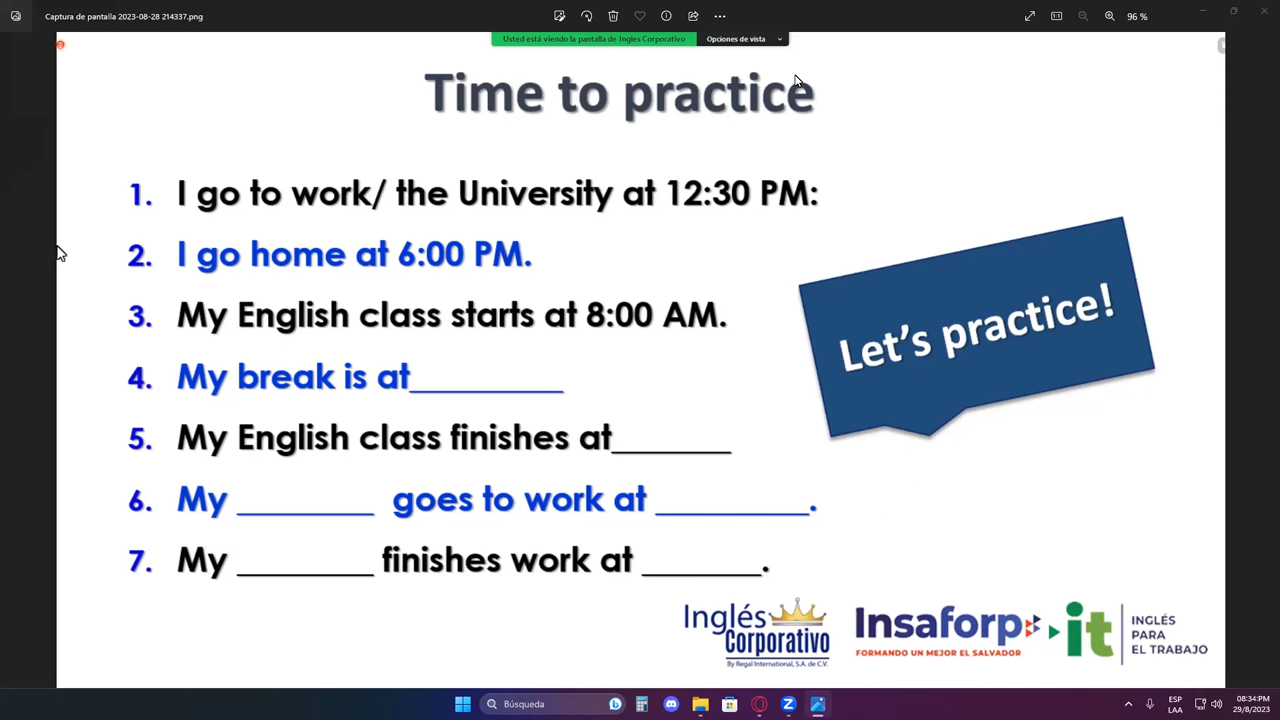 Captura de pantalla 2023-08-28 214337.png
96 %
Usted está viendo la pantalla de Ingles Corporativo
Opciones de vista
Time to practice
1. I go to work/ the University at 12:30 PM:
2. I go home at 6:00 PM.
3. My English class starts at 8:00 AM.
4. My break is at_________
5. My English class finishes at_______
6. My ________ goes to work at _________.
7. My ________ finishes work at _______.
Let's practice!
Inglés
Corporativo
By Regal International, S.A. de C.V.
Insaforp
FORMANDO UN MEJOR EL SALVADOR
it
INGLÉS
PARA
EL TRABAJO
Búsqueda
ESP
LAA
08:34:PM
29/8/2023